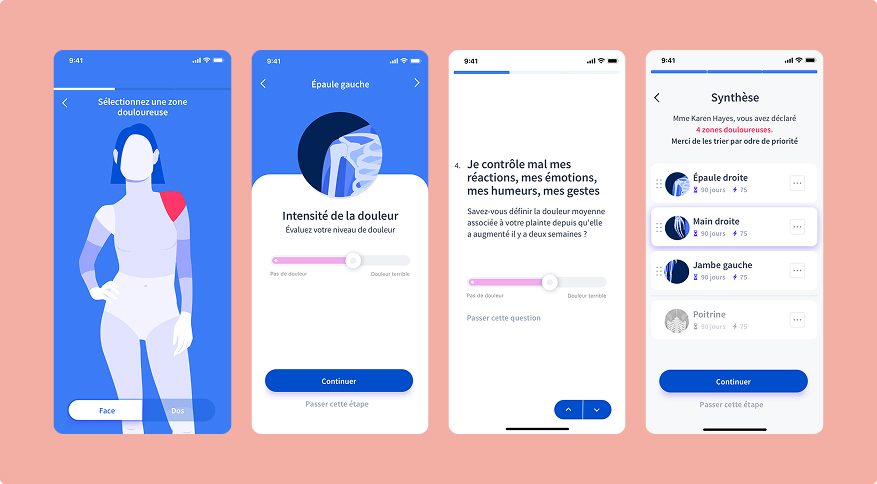 9:41
Sélectionnez une zone
douloureuse
Face
Dos
9:41
Épaule gauche
Intensité de la douleur
Évaluez votre niveau de douleur
Pas de douleur
Douleur terrible
Continuer
Passer cette étape
9:41
4. Je contrôle mal mes
réactions, mes émotions,
mes humeurs, mes gestes
Savez-vous définir la douleur moyenne
associée à votre plainte depuis qu'elle
a augmenté il y a deux semaines ?
Pas de douleur
Douleur terrible
Passer cette question
9:41
Synthèse
Mme Karen Hayes, vous avez déclaré
4 zones douloureuses.
Merci de les trier par odre de priorité
Épaule droite
90 jours 75
Main droite
90 jours 75
Jambe gauche
90 jours 75
Poitrine
90 jours 75
Continuer
Passer cette étape